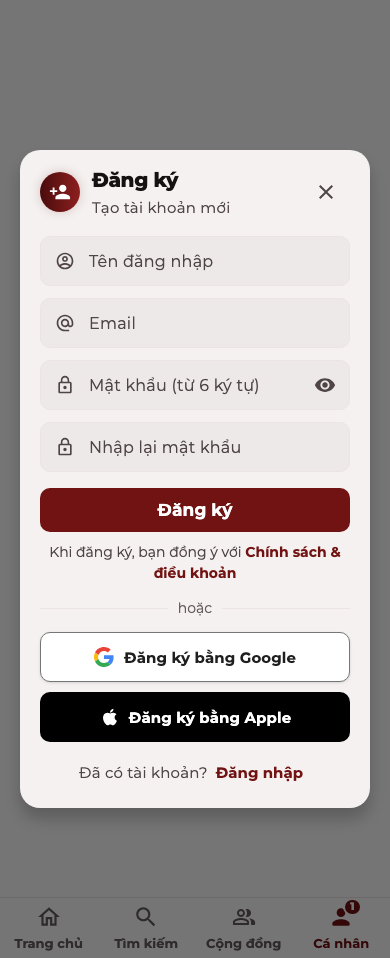 Đăng ký
Tạo tài khoản mới
Tên đăng nhập
Email
Mật khẩu (từ 6 ký tự)
Nhập lại mật khẩu
Đăng ký
Khi đăng ký, bạn đồng ý với Chính sách &
điều khoản
hoặc
Đăng ký bằng Google
Đăng ký bằng Apple
Đã có tài khoản? Đăng nhập
1
Trang chủ Tìm kiếm Cộng đồng Cá nhân